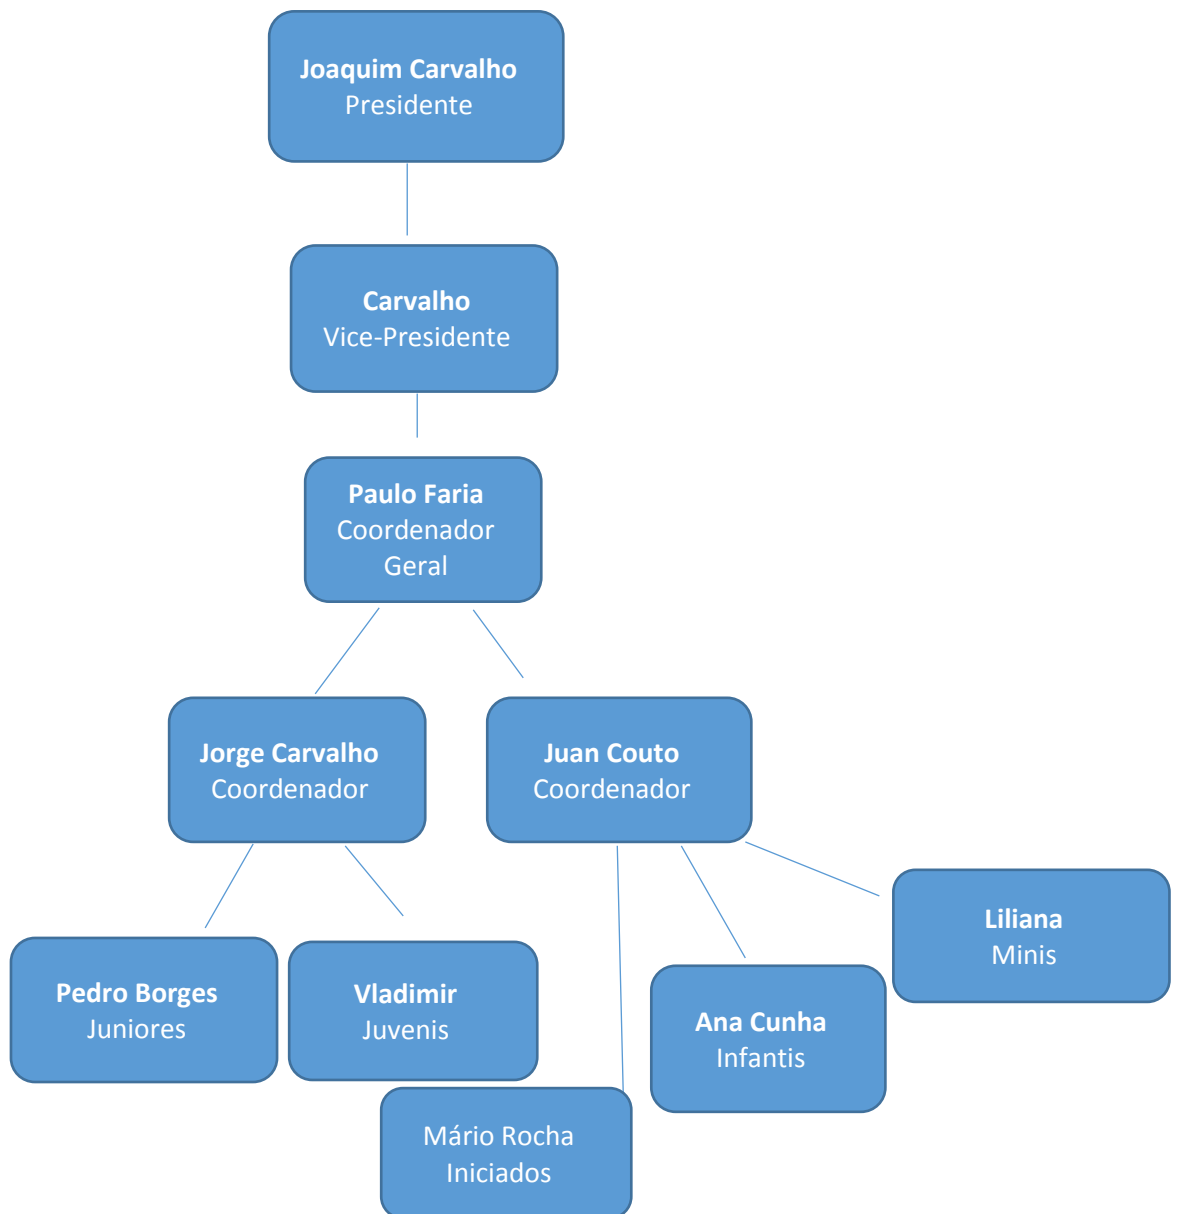 Joaquim Carvalho
Presidente
Carvalho
Vice-Presidente
Paulo Faria
Coordenador
Geral
Jorge Carvalho
Coordenador
Juan Couto
Coordenador
Pedro Borges
Juniores
Vladimir
Juvenis
Mário Rocha
Iniciados
Ana Cunha
Infantis
Liliana
Minis